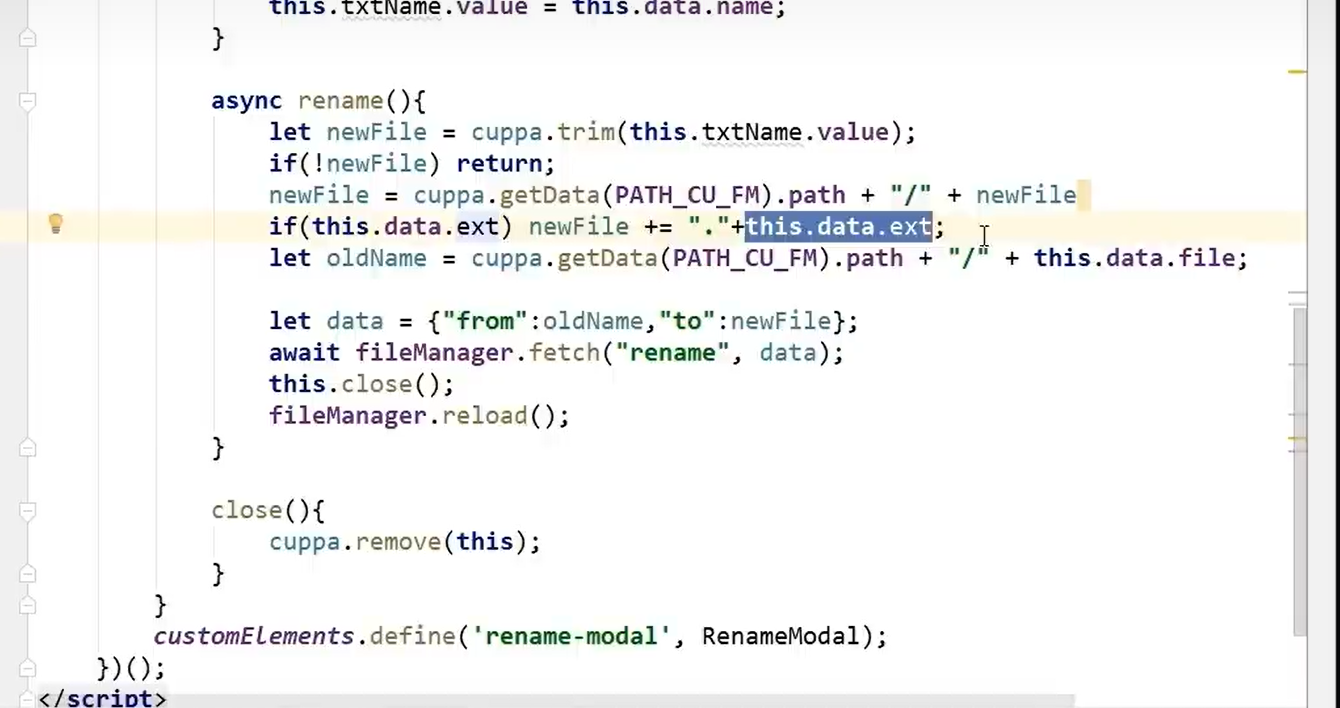 this.txtName.value = this.data.name;
}
async rename(){
let newFile = cuppa.trim(this.txtName.value);
if(!newFile) return;
newFile = cuppa.getData(PATH_CU_FM).path + "/" + newFile
if(this.data.ext) newFile += "."+this.data.ext;
let oldName = cuppa.getData(PATH_CU_FM).path + "/" + this.data.file;
let data = {"from":oldName,"to":newFile};
await fileManager.fetch("rename", data);
this.close();
fileManager.reload();
}
close(){
cuppa.remove(this);
}
}
customElements.define('rename-modal', RenameModal);
})();
</script>